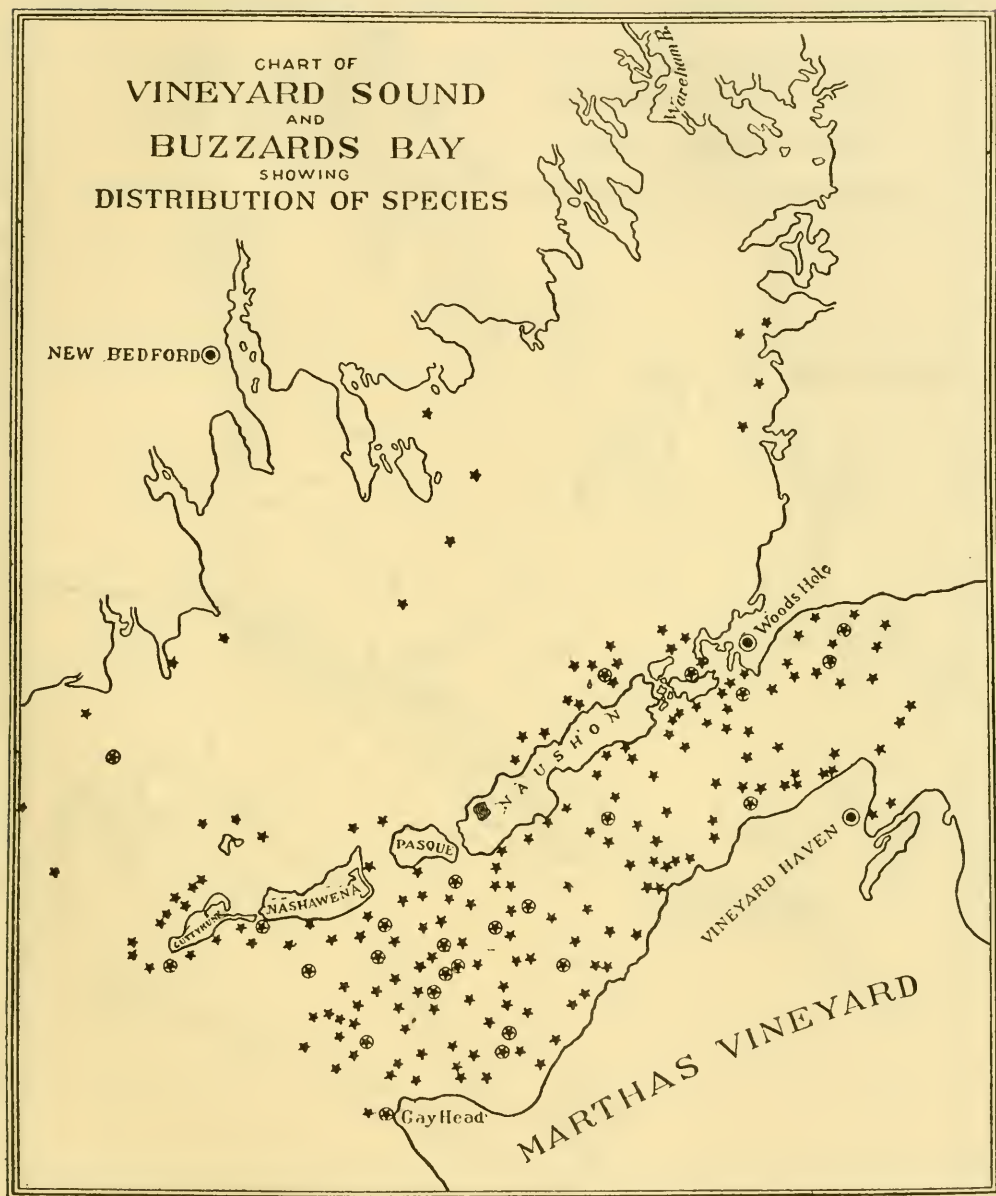 CHART OF
VINEYARD SOUND
AND
BUZZARDS BAY
SHOWING
DISTRIBUTION OF SPECIES
Wareham R.
NEW BEDFORD
Woods Hole
NAUSHON
PASQUE
NASHAWENA
CUTTYHUNK
VINEYARD HAVEN
MARTHAS VINEYARD
Gay Head